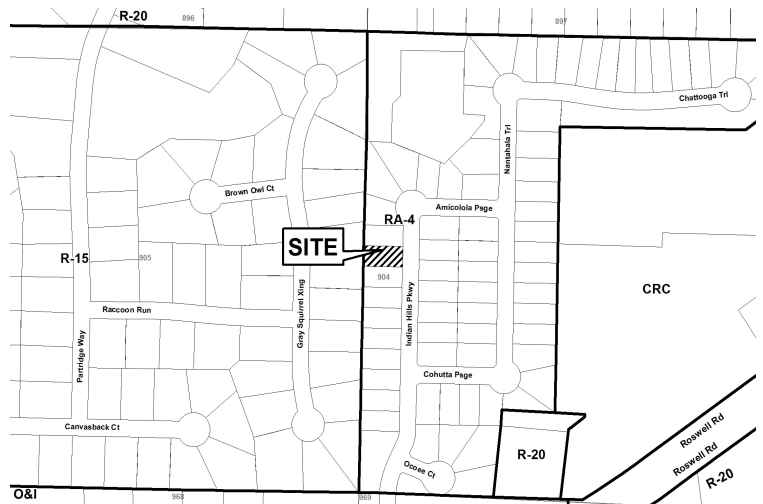 R-20
896
897
Chattooga Trl
Nantahala Trl
Brown Owl Ct
Amicolola Psge
RA-4
SITE
R-15
905
904
CRC
Gray Squirrel Xing
Indian Hills Pkwy
Raccoon Run
Partridge Way
Cohutta Psge
Canvasback Ct
Roswell Rd
Roswell Rd
R-20
Ocoee Ct
R-20
O&I
968
969